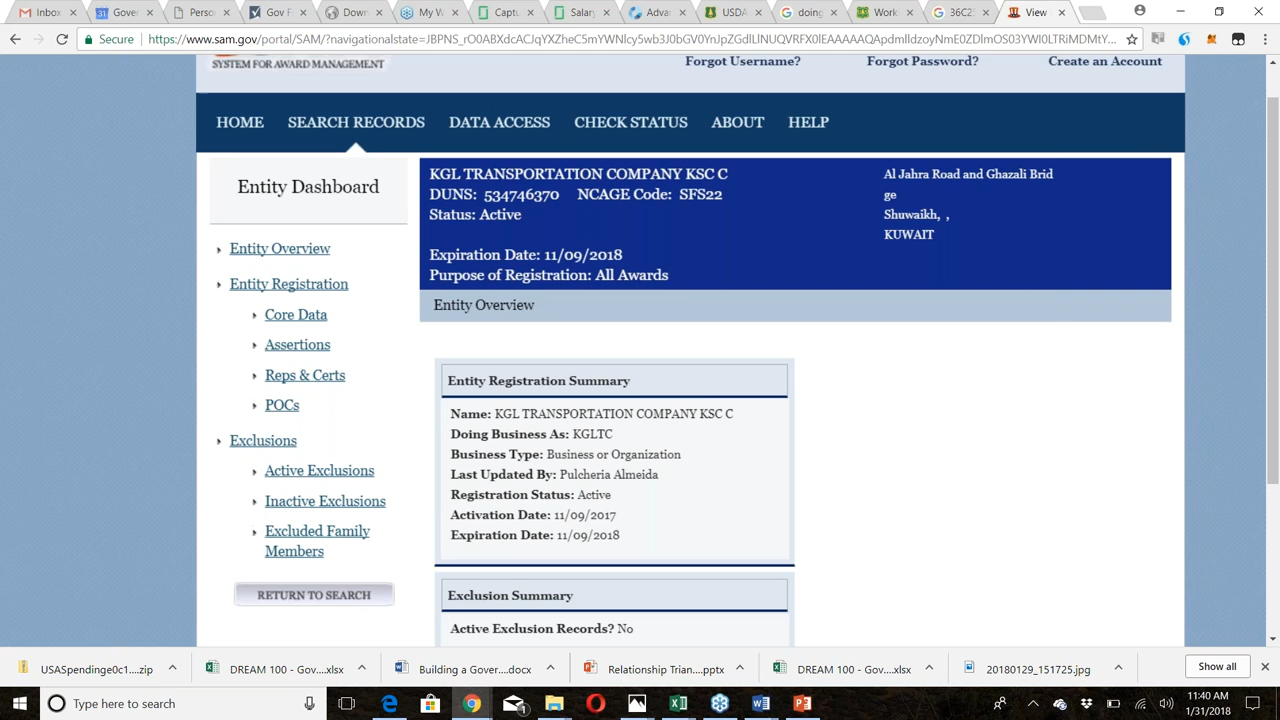 Inbox
Gover
Perso
Gov F
Down
My W
Captu
Salary
Advan
USDA
doing
Work
36C2
View
Secure
https://www.sam.gov/portal/SAM/?navigationalstate=
SYSTEM FOR AWARD MANAGEMENT
Forgot Username?
Forgot Password?
Create an Account
HOME
SEARCH RECORDS
DATA ACCESS
CHECK STATUS
ABOUT
HELP
Entity Dashboard
Entity Overview
Entity Registration
Core Data
Assertions
Reps & Certs
POCs
Exclusions
Active Exclusions
Inactive Exclusions
Excluded Family
Members
RETURN TO SEARCH
KGL TRANSPORTATION COMPANY KSC C
DUNS: 534746370 NCAGE Code: SFS22
Status: Active
Expiration Date: 11/09/2018
Purpose of Registration: All Awards
Al Jahra Road and Ghazali Brid
ge
Shuwaikh, ,
KUWAIT
Entity Overview
Entity Registration Summary
Name: KGL TRANSPORTATION COMPANY KSC C
Doing Business As: KGLTC
Business Type: Business or Organization
Last Updated By: Pulcheria Almeida
Registration Status: Active
Activation Date: 11/09/2017
Expiration Date: 11/09/2018
Exclusion Summary
Active Exclusion Records? No
USASpendinge0c1....zip
DREAM 100 - Gov....xlsx
Building a Gover....docx
Relationship Trian....pptx
DREAM 100 - Gov....xlsx
20180129_151725.jpg
Show all
Type here to search
1
11:40 AM
1/31/2018